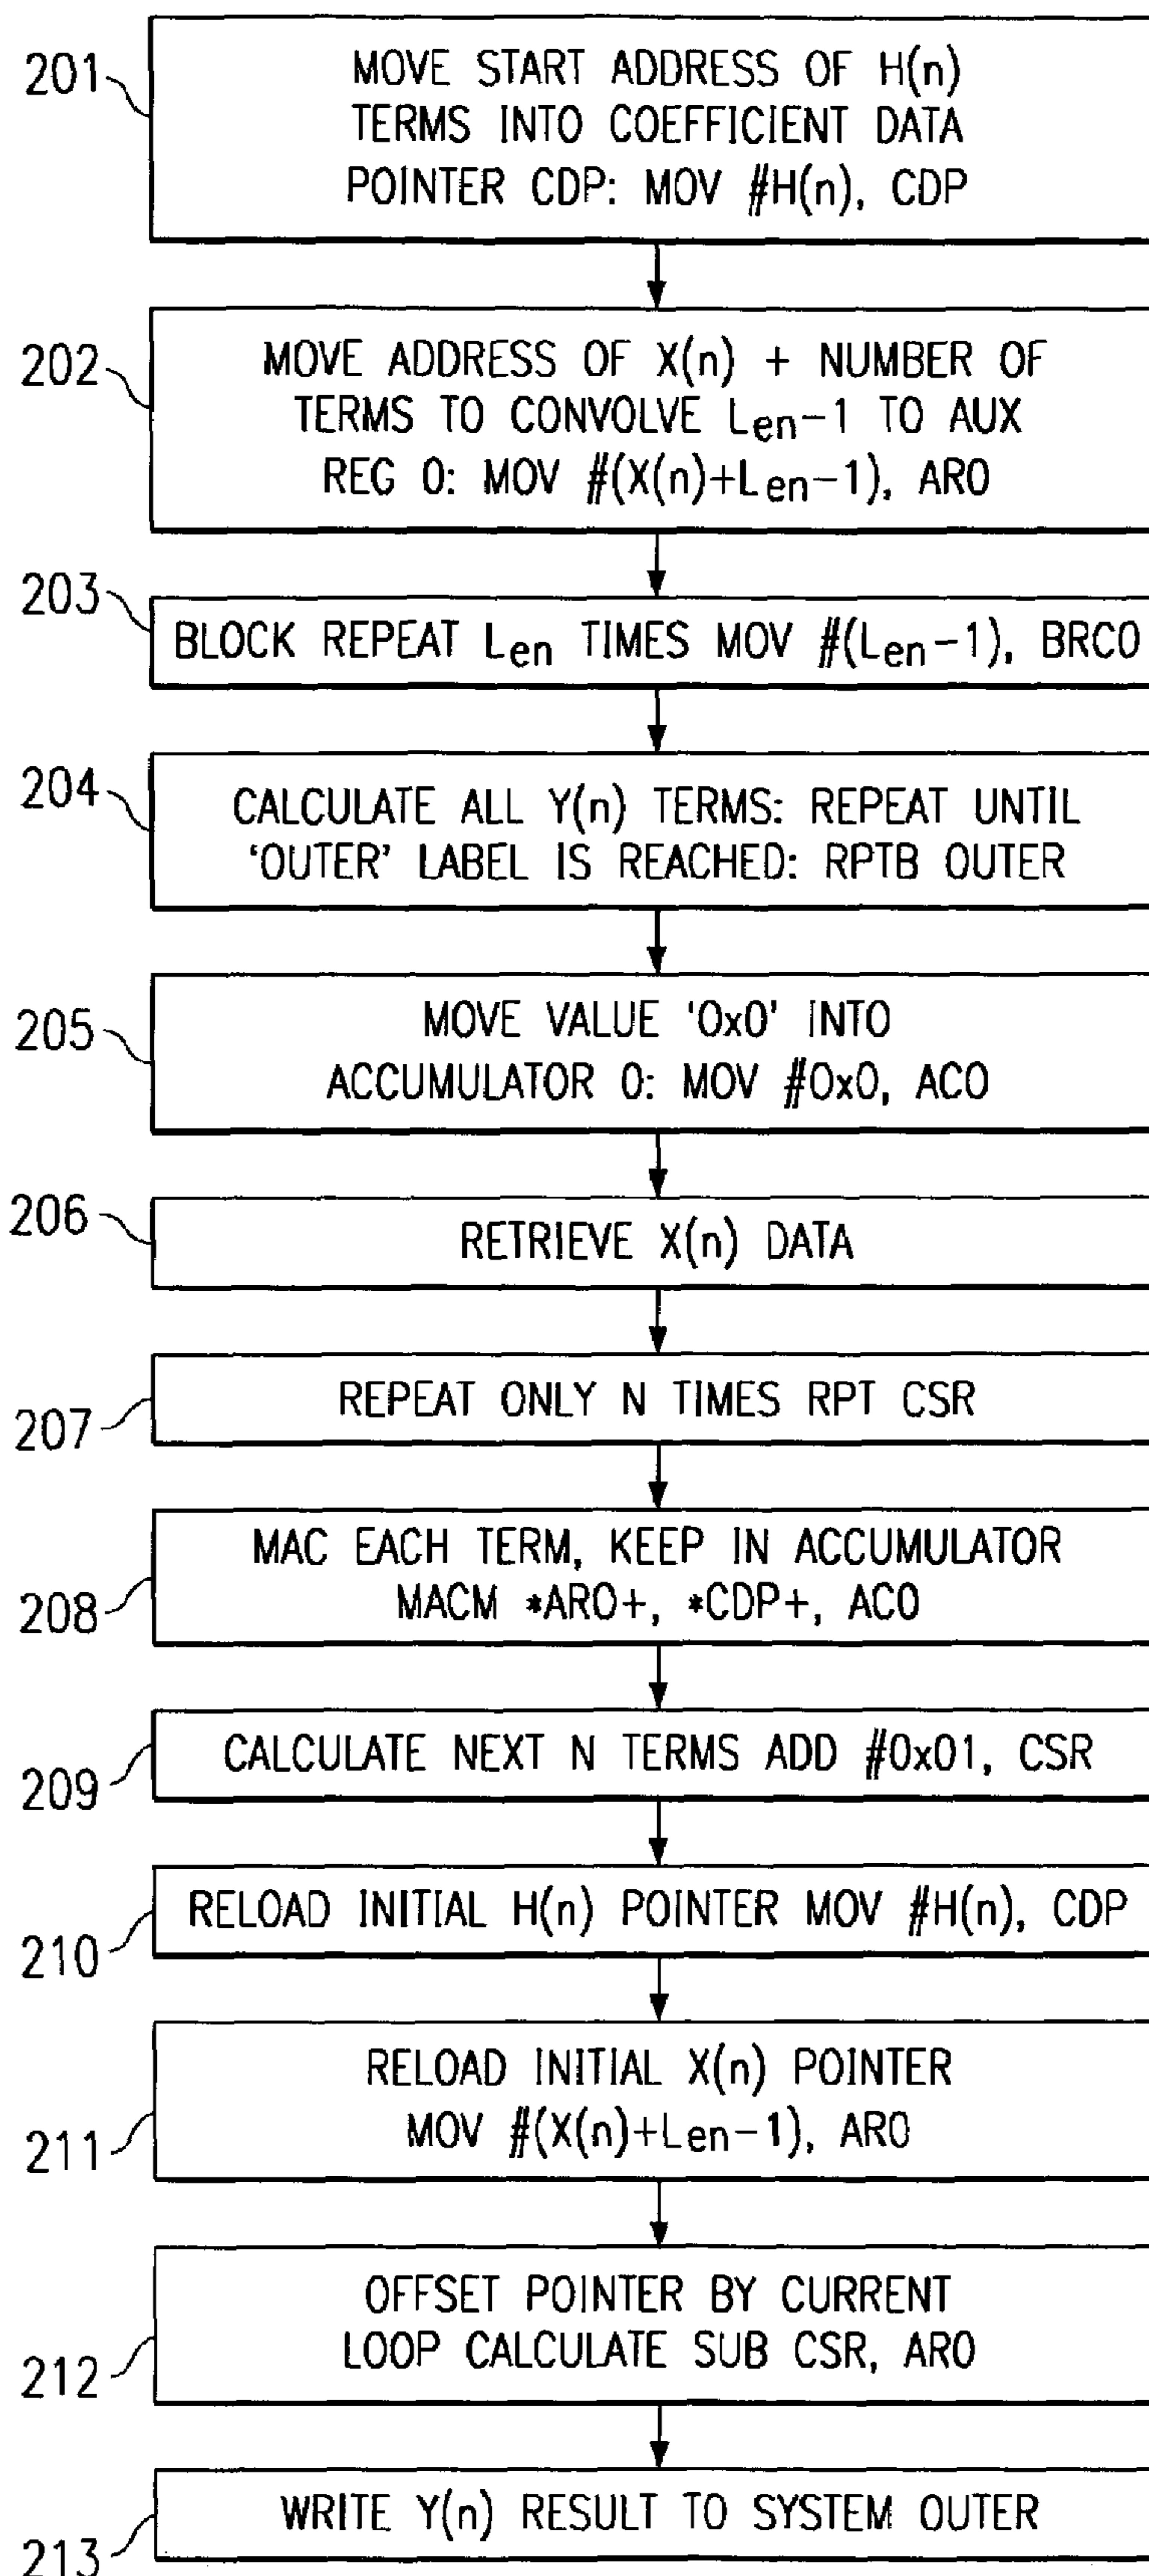 201
MOVE START ADDRESS OF H(n)
TERMS INTO COEFFICIENT DATA
POINTER CDP: MOV #H(n), CDP
202
MOVE ADDRESS OF X(n) + NUMBER OF
TERMS TO CONVOLVE Len-1 TO AUX
REG 0: MOV #(X(n)+Len-1), AR0
203
BLOCK REPEAT Len TIMES MOV #(Len-1), BRC0
204
CALCULATE ALL Y(n) TERMS: REPEAT UNTIL
'OUTER' LABEL IS REACHED: RPTB OUTER
205
MOVE VALUE '0x0' INTO
ACCUMULATOR 0: MOV #0x0, AC0
206
RETRIEVE X(n) DATA
207
REPEAT ONLY N TIMES RPT CSR
208
MAC EACH TERM, KEEP IN ACCUMULATOR
MACM *AR0+, *CDP+, AC0
209
CALCULATE NEXT N TERMS ADD #0x01, CSR
210
RELOAD INITIAL H(n) POINTER MOV #H(n), CDP
211
RELOAD INITIAL X(n) POINTER
MOV #(X(n)+Len-1), AR0
212
OFFSET POINTER BY CURRENT
LOOP CALCULATE SUB CSR, AR0
213
WRITE Y(n) RESULT TO SYSTEM OUTER